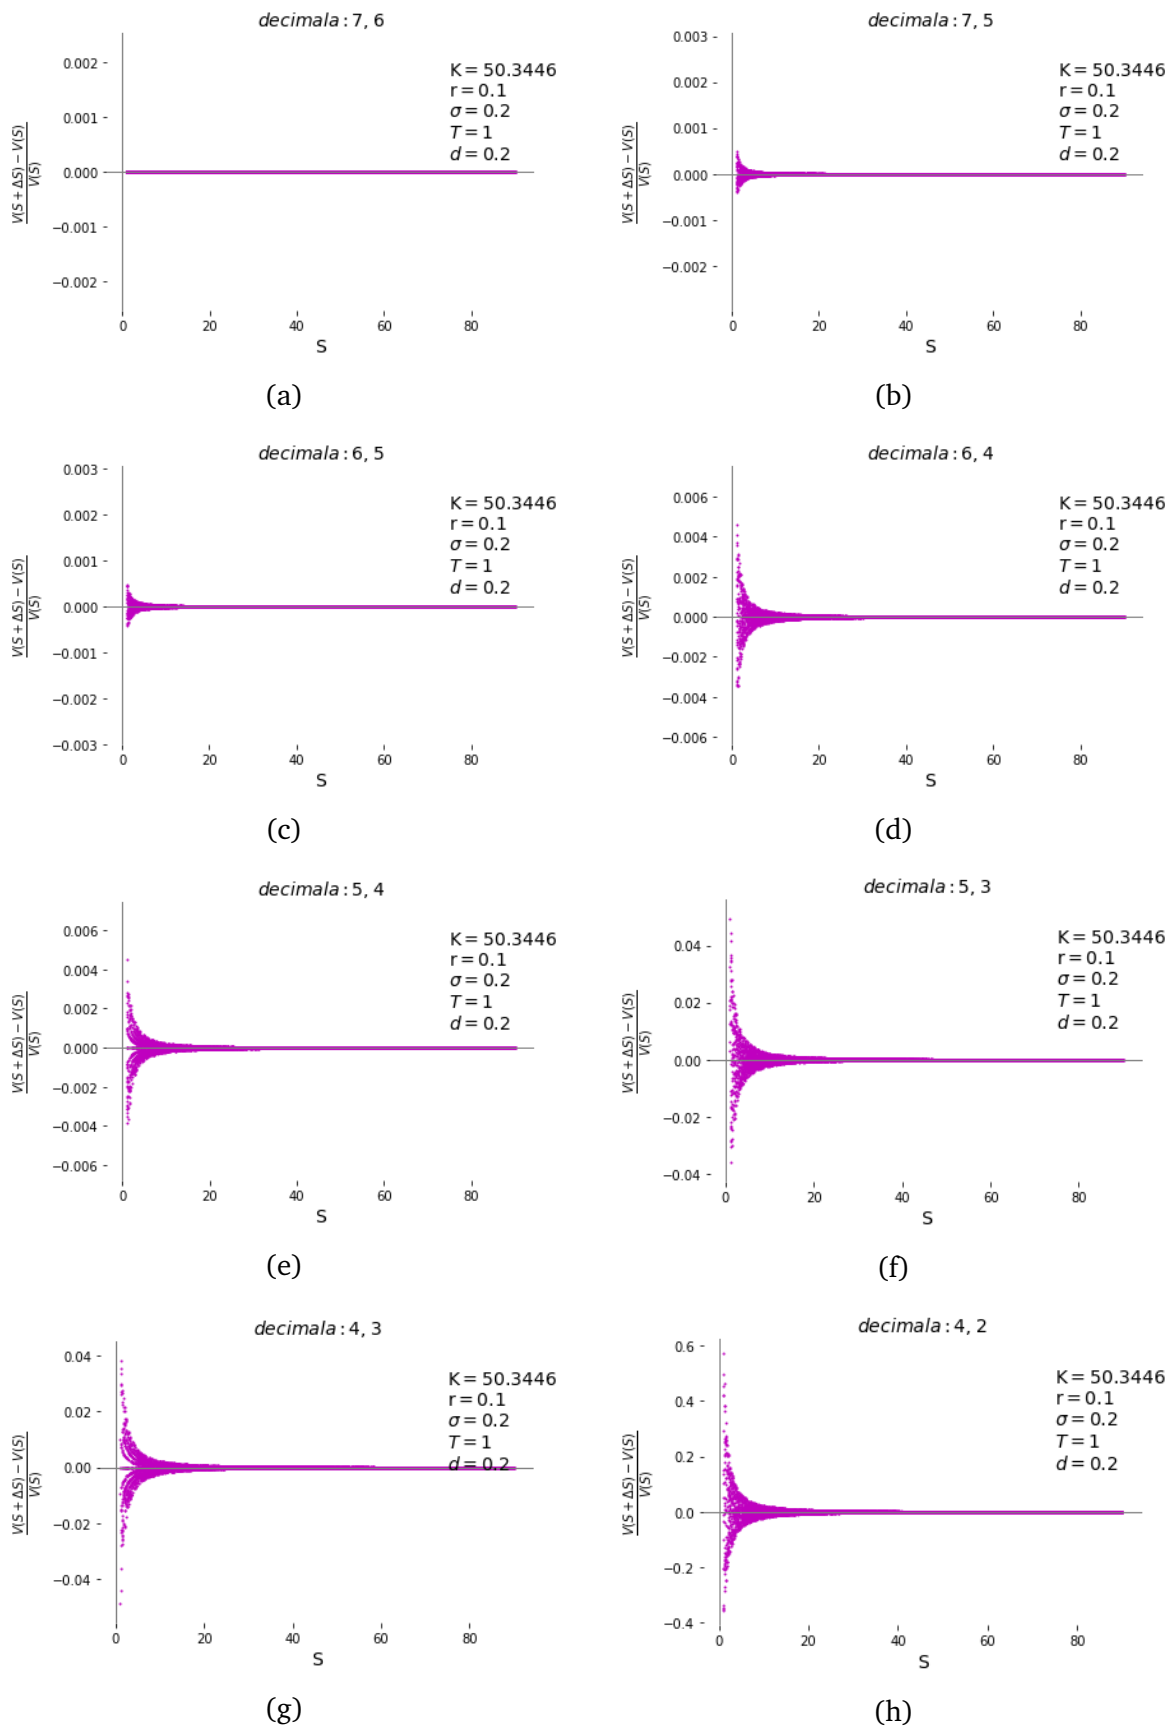 decimala : 7, 6
0.002
0.001
0.000
−0.001
−0.002
V(S + ΔS) − V(S)
V(S)
K = 50.3446
r = 0.1
σ = 0.2
T = 1
d = 0.2
0 20 40 60 80
S
(a)
decimala : 7, 5
0.003
0.002
0.001
0.000
−0.001
−0.002
V(S + ΔS) − V(S)
V(S)
K = 50.3446
r = 0.1
σ = 0.2
T = 1
d = 0.2
0 20 40 60 80
S
(b)
decimala : 6, 5
0.003
0.002
0.001
0.000
−0.001
−0.002
−0.003
V(S + ΔS) − V(S)
V(S)
K = 50.3446
r = 0.1
σ = 0.2
T = 1
d = 0.2
0 20 40 60 80
S
(c)
decimala : 6, 4
0.006
0.004
0.002
0.000
−0.002
−0.004
−0.006
V(S + ΔS) − V(S)
V(S)
K = 50.3446
r = 0.1
σ = 0.2
T = 1
d = 0.2
0 20 40 60 80
S
(d)
decimala : 5, 4
0.006
0.004
0.002
0.000
−0.002
−0.004
−0.006
V(S + ΔS) − V(S)
V(S)
K = 50.3446
r = 0.1
σ = 0.2
T = 1
d = 0.2
0 20 40 60 80
S
(e)
decimala : 5, 3
0.04
0.02
0.00
−0.02
−0.04
V(S + ΔS) − V(S)
V(S)
K = 50.3446
r = 0.1
σ = 0.2
T = 1
d = 0.2
0 20 40 60 80
S
(f)
decimala : 4, 3
0.04
0.02
0.00
−0.02
−0.04
V(S + ΔS) − V(S)
V(S)
K = 50.3446
r = 0.1
σ = 0.2
T = 1
d = 0.2
0 20 40 60 80
S
(g)
decimala : 4, 2
0.6
0.4
0.2
0.0
−0.2
−0.4
V(S + ΔS) − V(S)
V(S)
K = 50.3446
r = 0.1
σ = 0.2
T = 1
d = 0.2
0 20 40 60 80
S
(h)